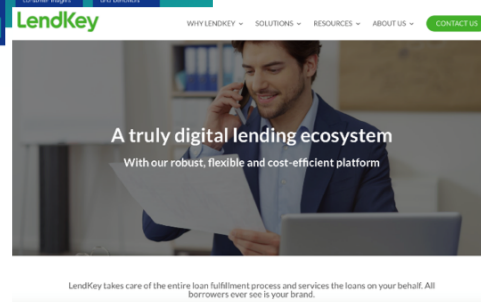 and benefits
LendKey
WHY LENDKEY SOLUTIONS RESOURCES ABOUT US CONTACT US
A truly digital lending ecosystem
With our robust, flexible and cost-efficient platform
LendKey takes care of the entire loan fulfillment process and services the loans on your behalf. All
borrowers ever see is your brand.